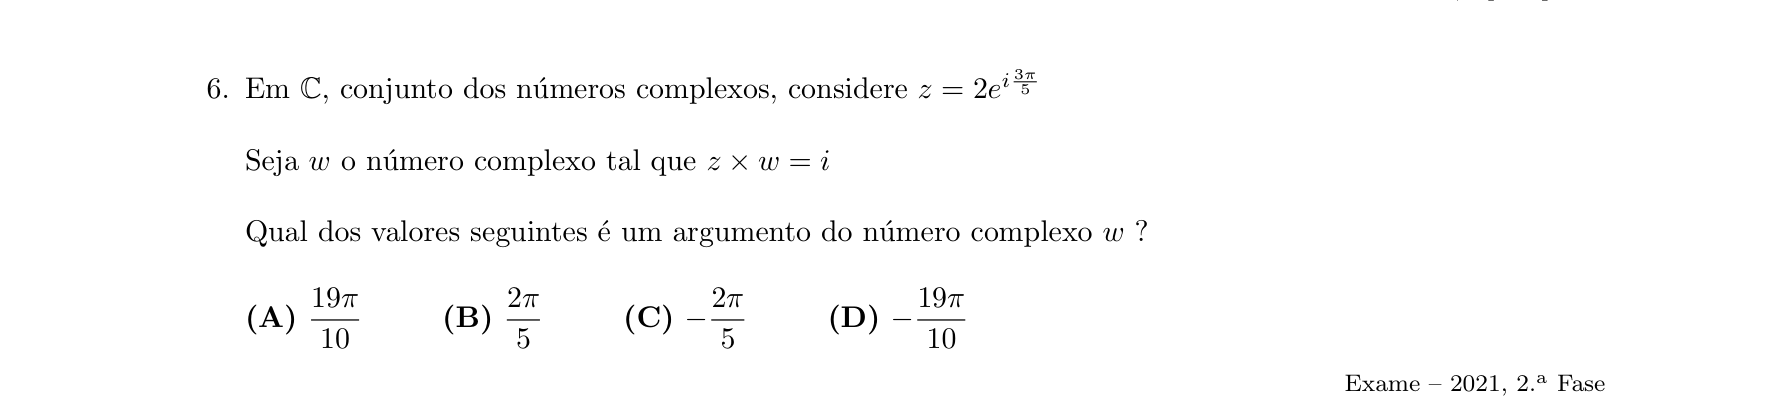 6. Em ℂ, conjunto dos números complexos, considere $z = 2e^{i\frac{3\pi}{5}}$
Seja $w$ o número complexo tal que $z \times w = i$
Qual dos valores seguintes é um argumento do número complexo $w$ ?
(A) $\frac{19\pi}{10}$ (B) $\frac{2\pi}{5}$ (C) $-\frac{2\pi}{5}$ (D) $-\frac{19\pi}{10}$
Exame – 2021, 2.ª Fase